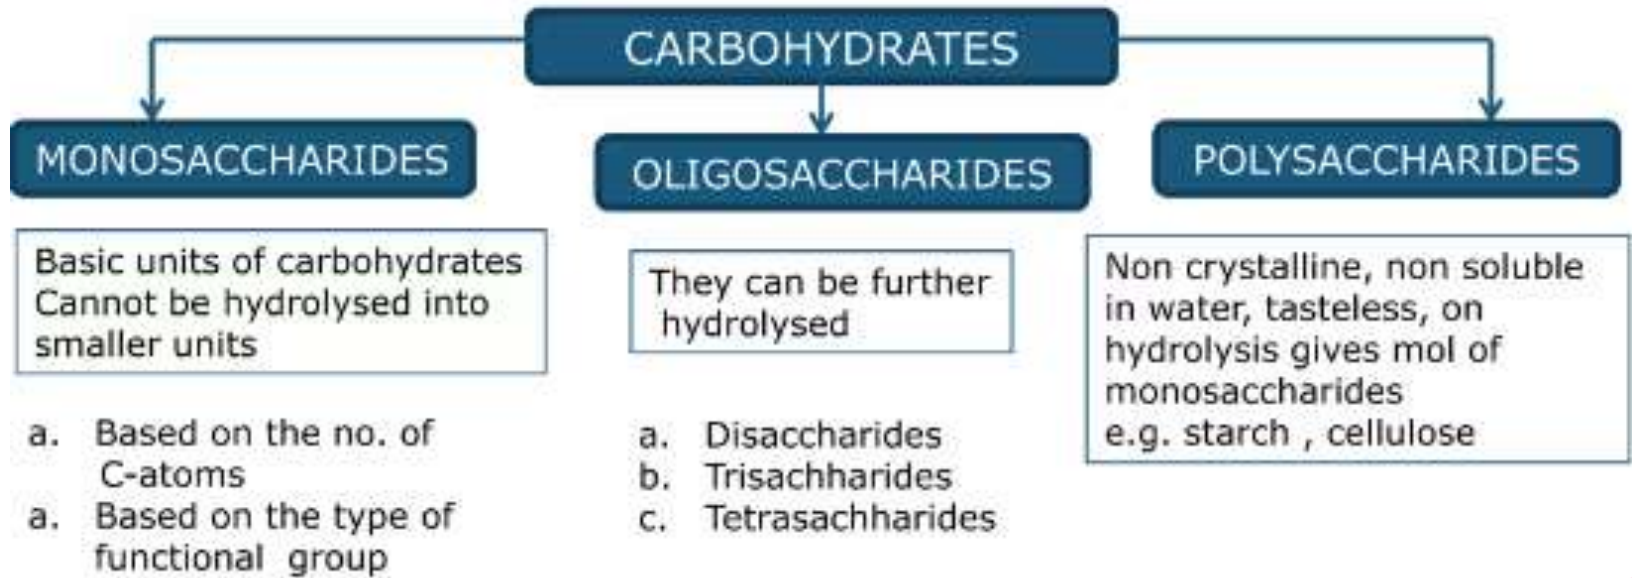 CARBOHYDRATES
MONOSACCHARIDES
Basic units of carbohydrates
Cannot be hydrolysed into
smaller units
a. Based on the no. of
C-atoms
a. Based on the type of
functional group
OLIGOSACCHARIDES
They can be further
hydrolysed
a. Disaccharides
b. Trisachharides
c. Tetrasachharides
POLYSACCHARIDES
Non crystalline, non soluble
in water, tasteless, on
hydrolysis gives mol of
monosaccharides
e.g. starch , cellulose